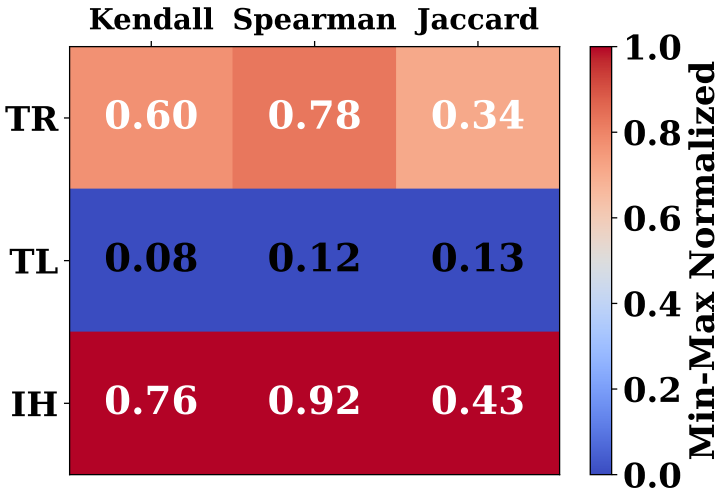 Kendall Spearman Jaccard
TR 0.60 0.78 0.34
TL 0.08 0.12 0.13
IH 0.76 0.92 0.43
1.0
0.8
0.6
0.4
0.2
0.0
Min-Max Normalized